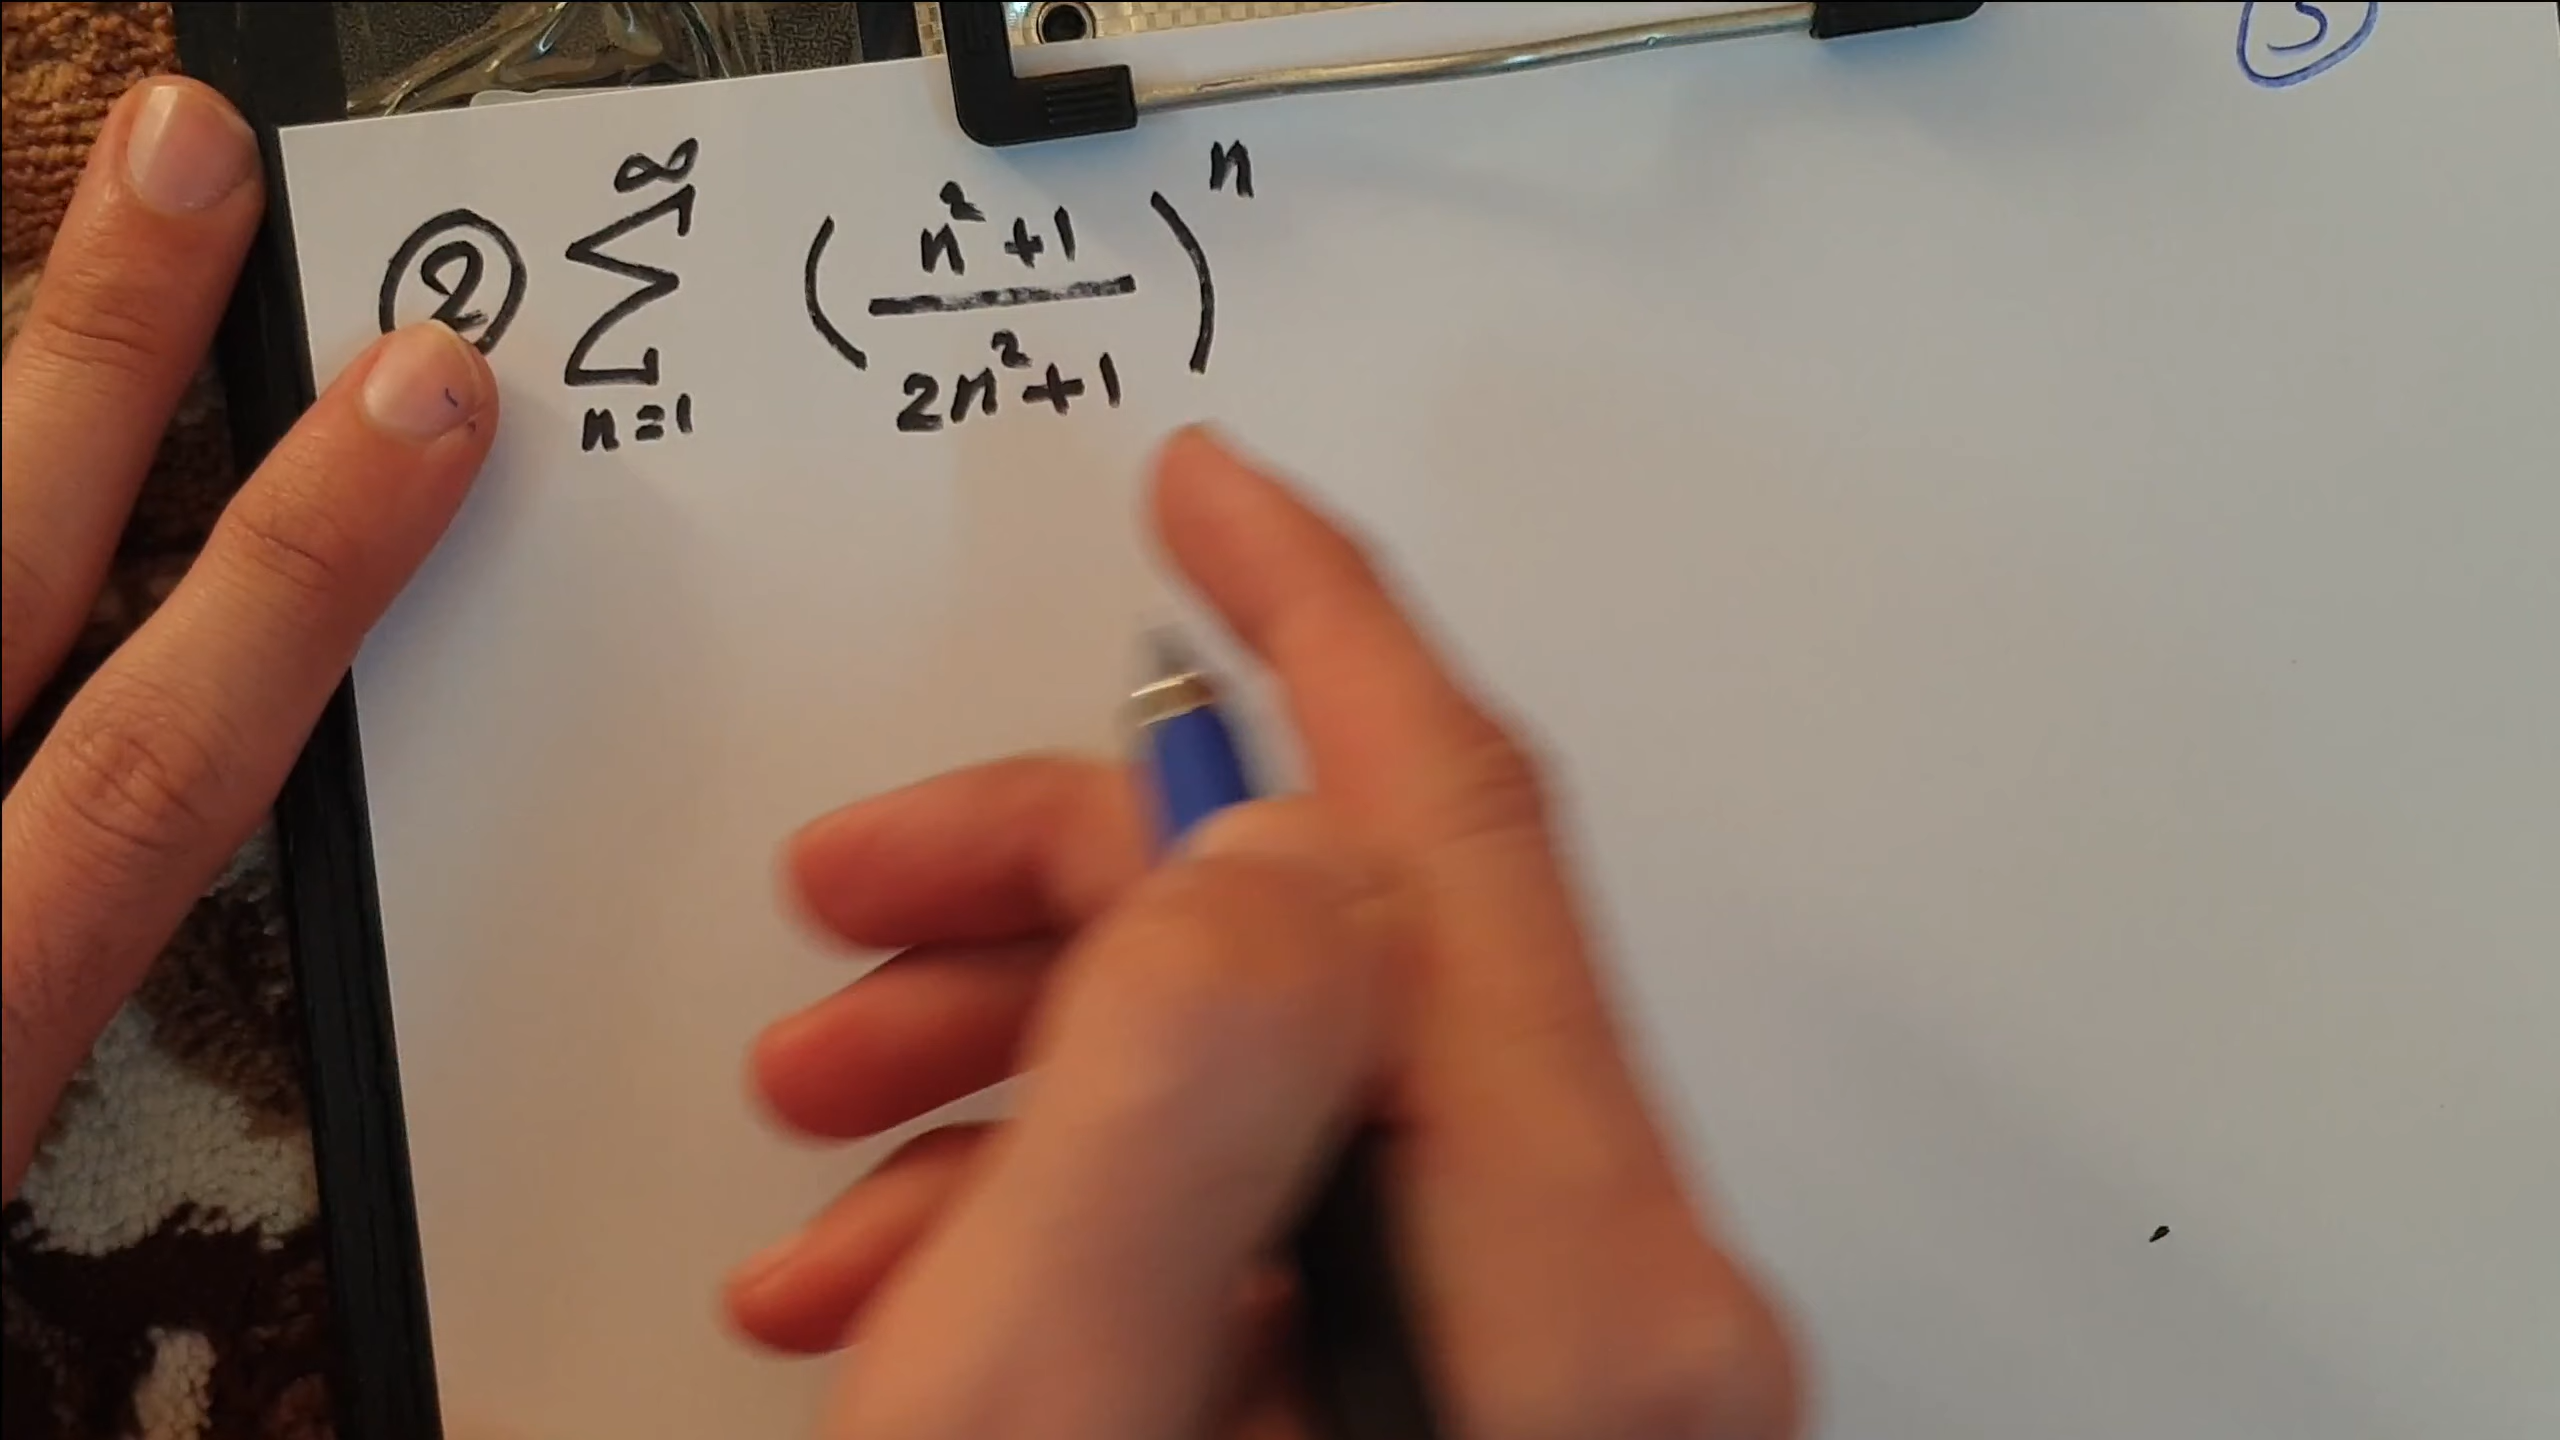 ② ∑_{n=1}^{∞} ( (n²+1) / (2n²+1) )ⁿ